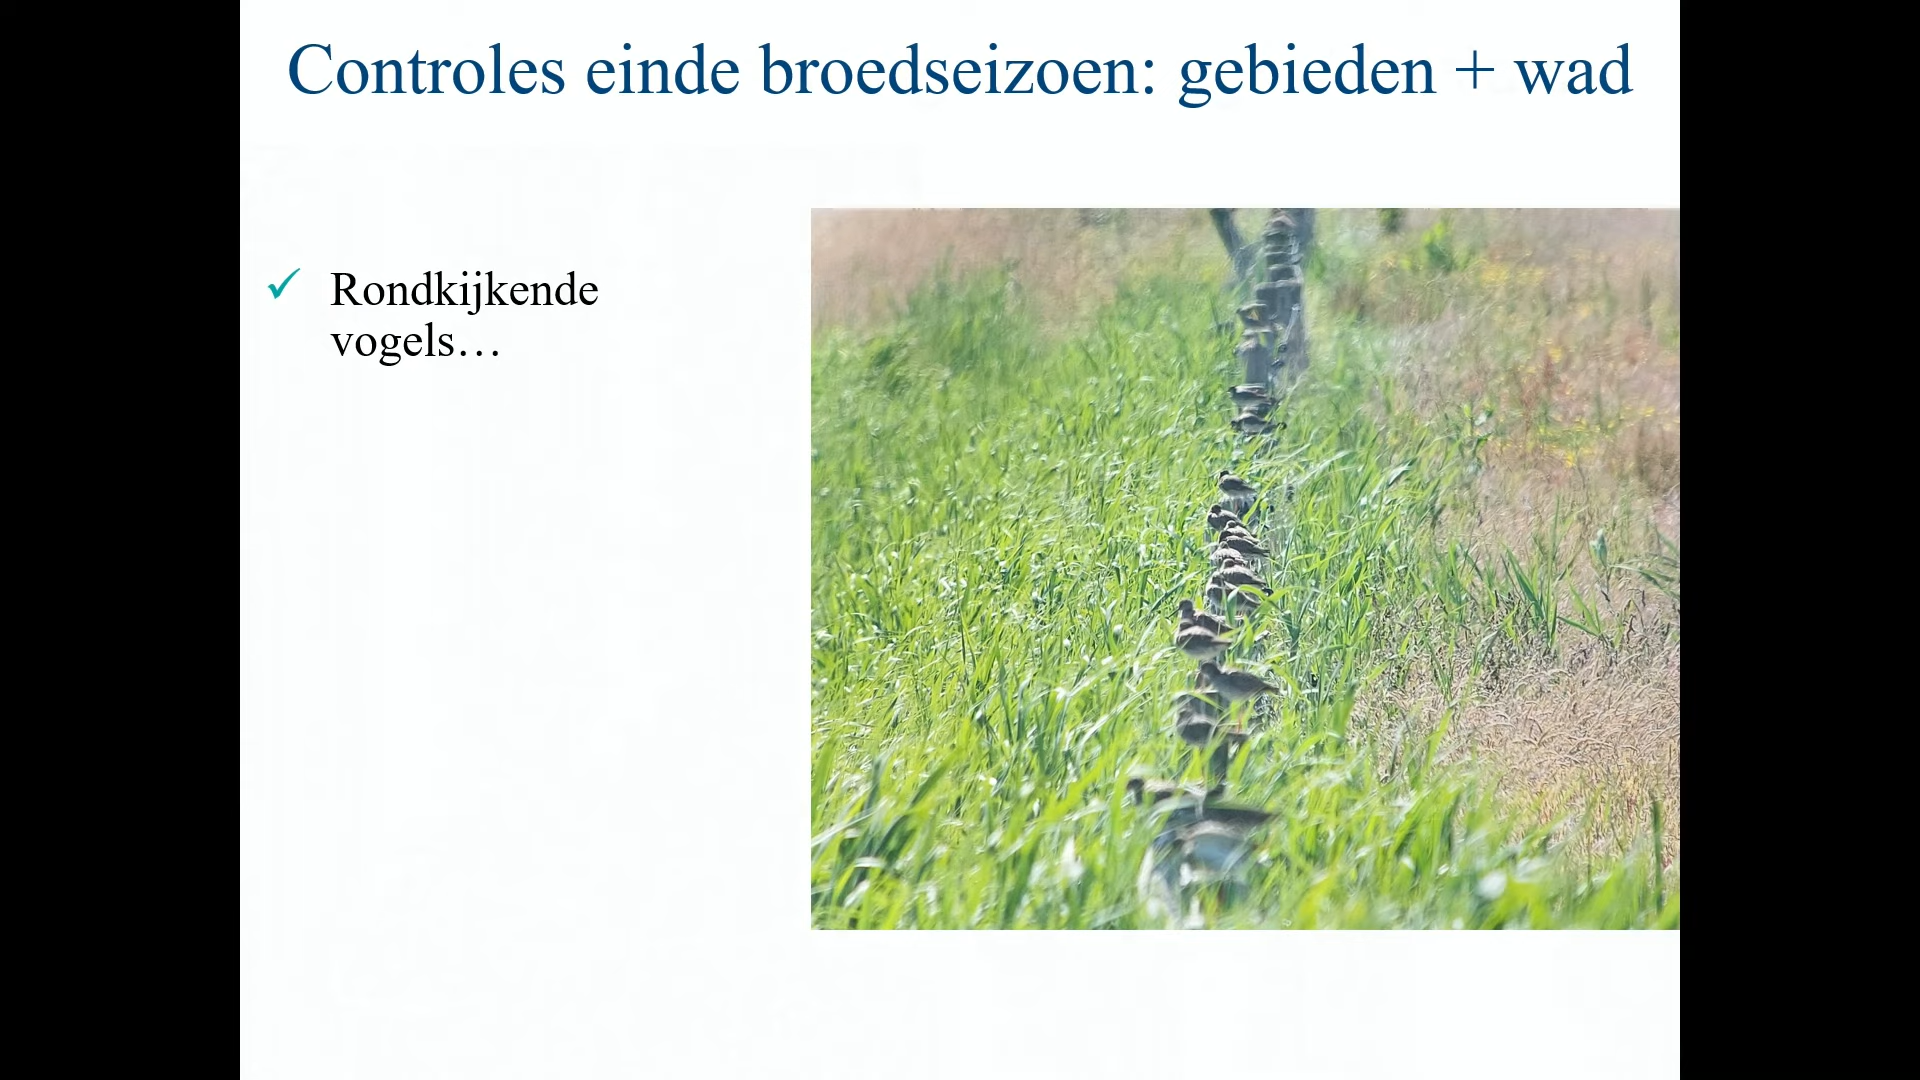 Controles einde broedseizoen: gebieden + wad
✓ Rondkijkende
vogels…